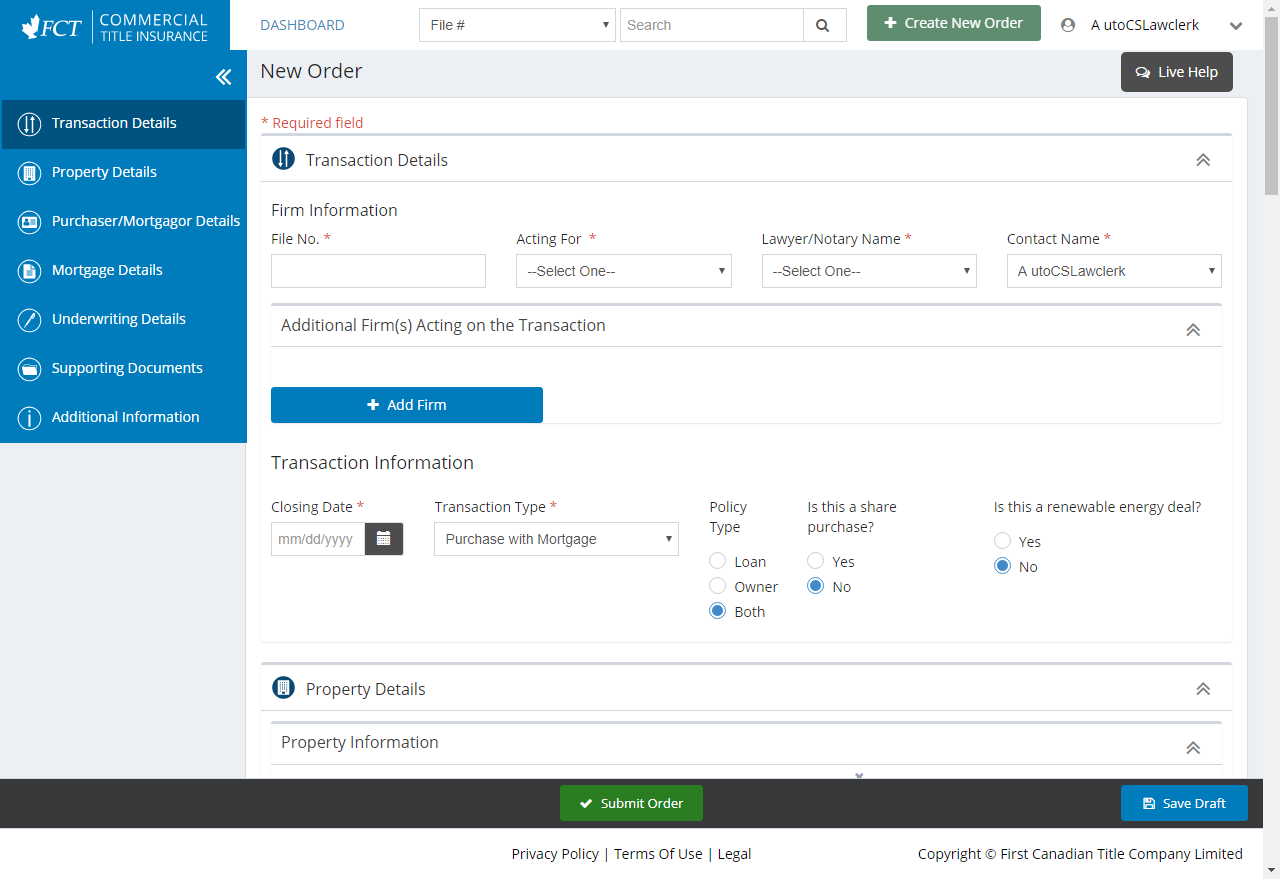 FCT COMMERCIAL TITLE INSURANCE
DASHBOARD
File #
Search
Create New Order
A utoCSLawclerk
New Order
Live Help
Transaction Details
Property Details
Purchaser/Mortgagor Details
Mortgage Details
Underwriting Details
Supporting Documents
Additional Information
* Required field
Transaction Details
Firm Information
File No. *
Acting For *
Lawyer/Notary Name *
Contact Name *
--Select One--
--Select One--
A utoCSLawclerk
Additional Firm(s) Acting on the Transaction
Add Firm
Transaction Information
Closing Date *
mm/dd/yyyy
Transaction Type *
Purchase with Mortgage
Policy Type
Loan
Owner
Both
Is this a share purchase?
Yes
No
Is this a renewable energy deal?
Yes
No
Property Details
Property Information
Submit Order
Save Draft
Privacy Policy | Terms Of Use | Legal
Copyright © First Canadian Title Company Limited